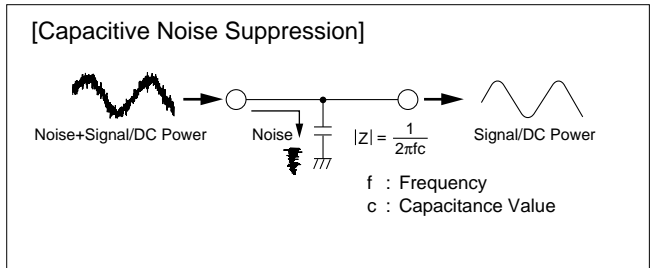 [Capacitive Noise Suppression]
Noise+Signal/DC Power
Noise
|Z| = 1/2πfc
Signal/DC Power
f : Frequency
c : Capacitance Value